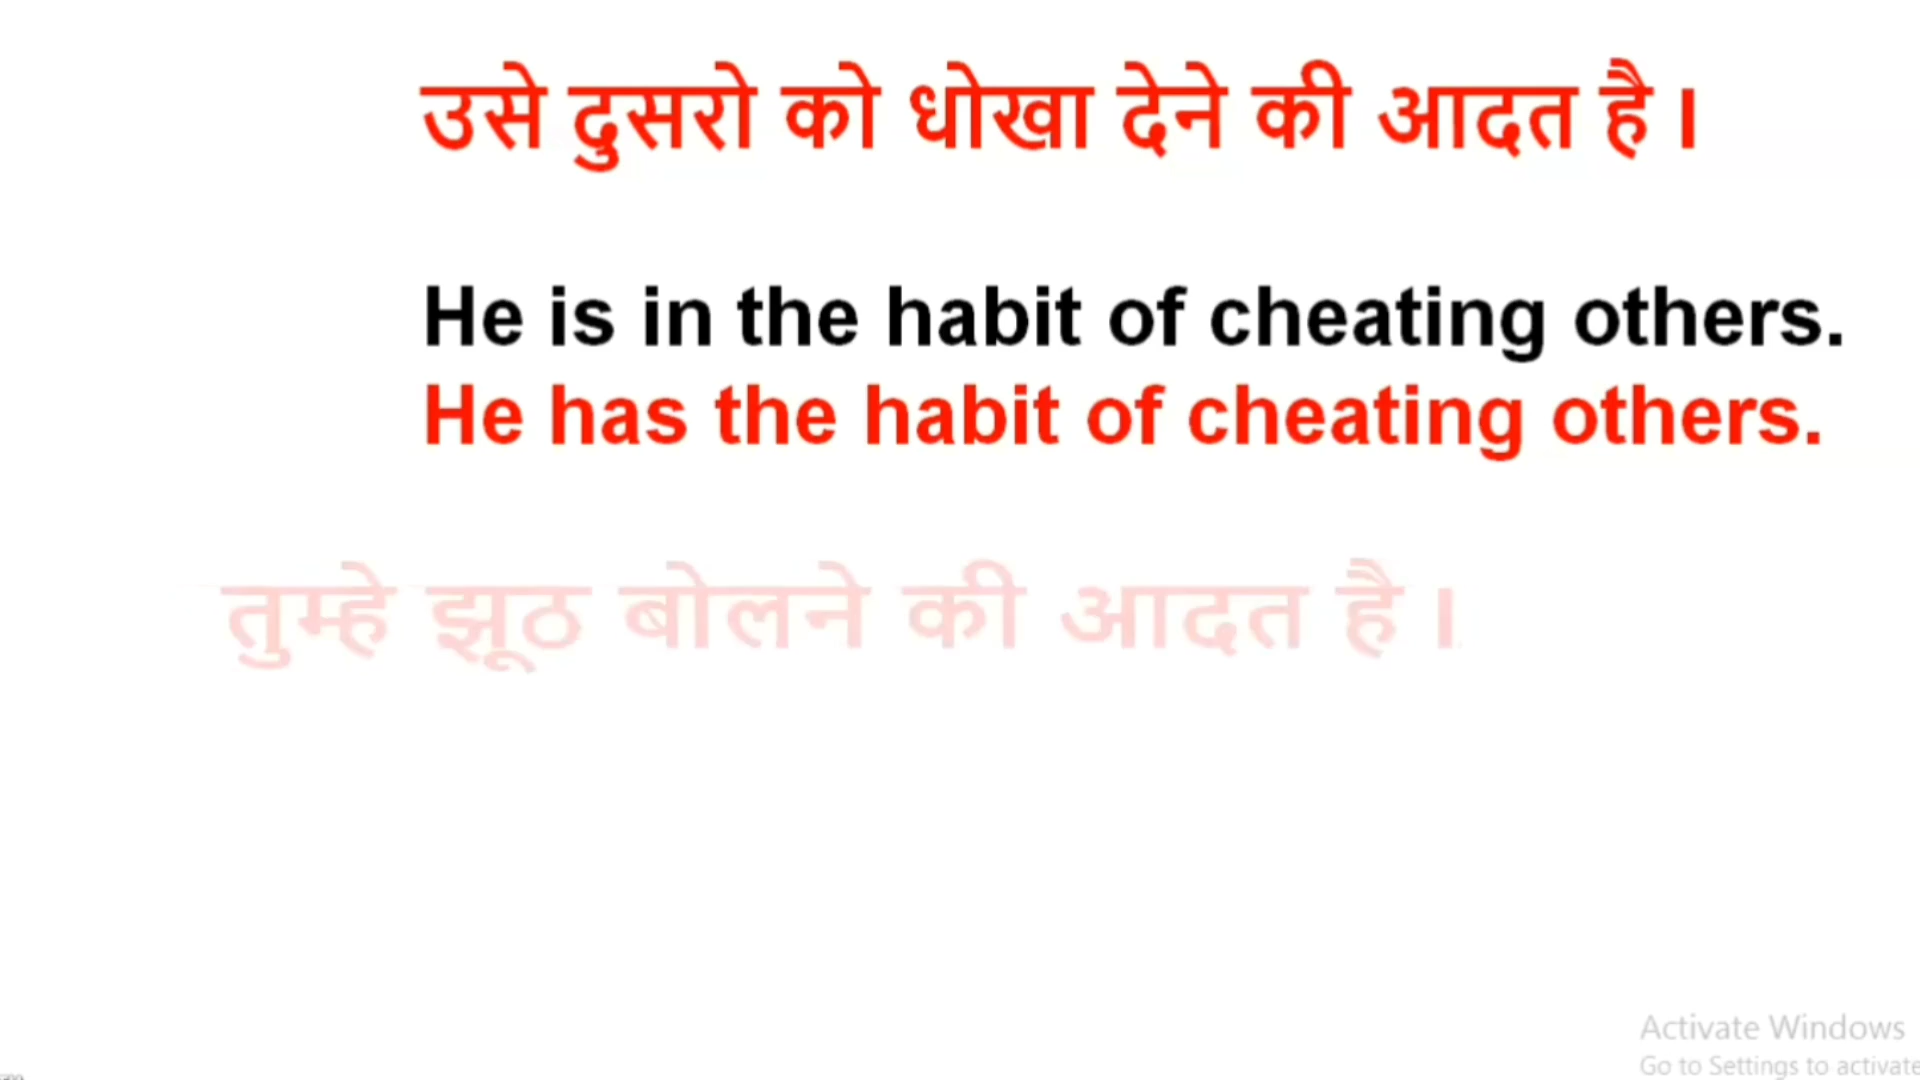 उसे दुसरो को धोखा देने की आदत है ।
He is in the habit of cheating others.
He has the habit of cheating others.
तुम्हे झूठ बोलने की आदत है ।
Activate Windows
Go to Settings to activate